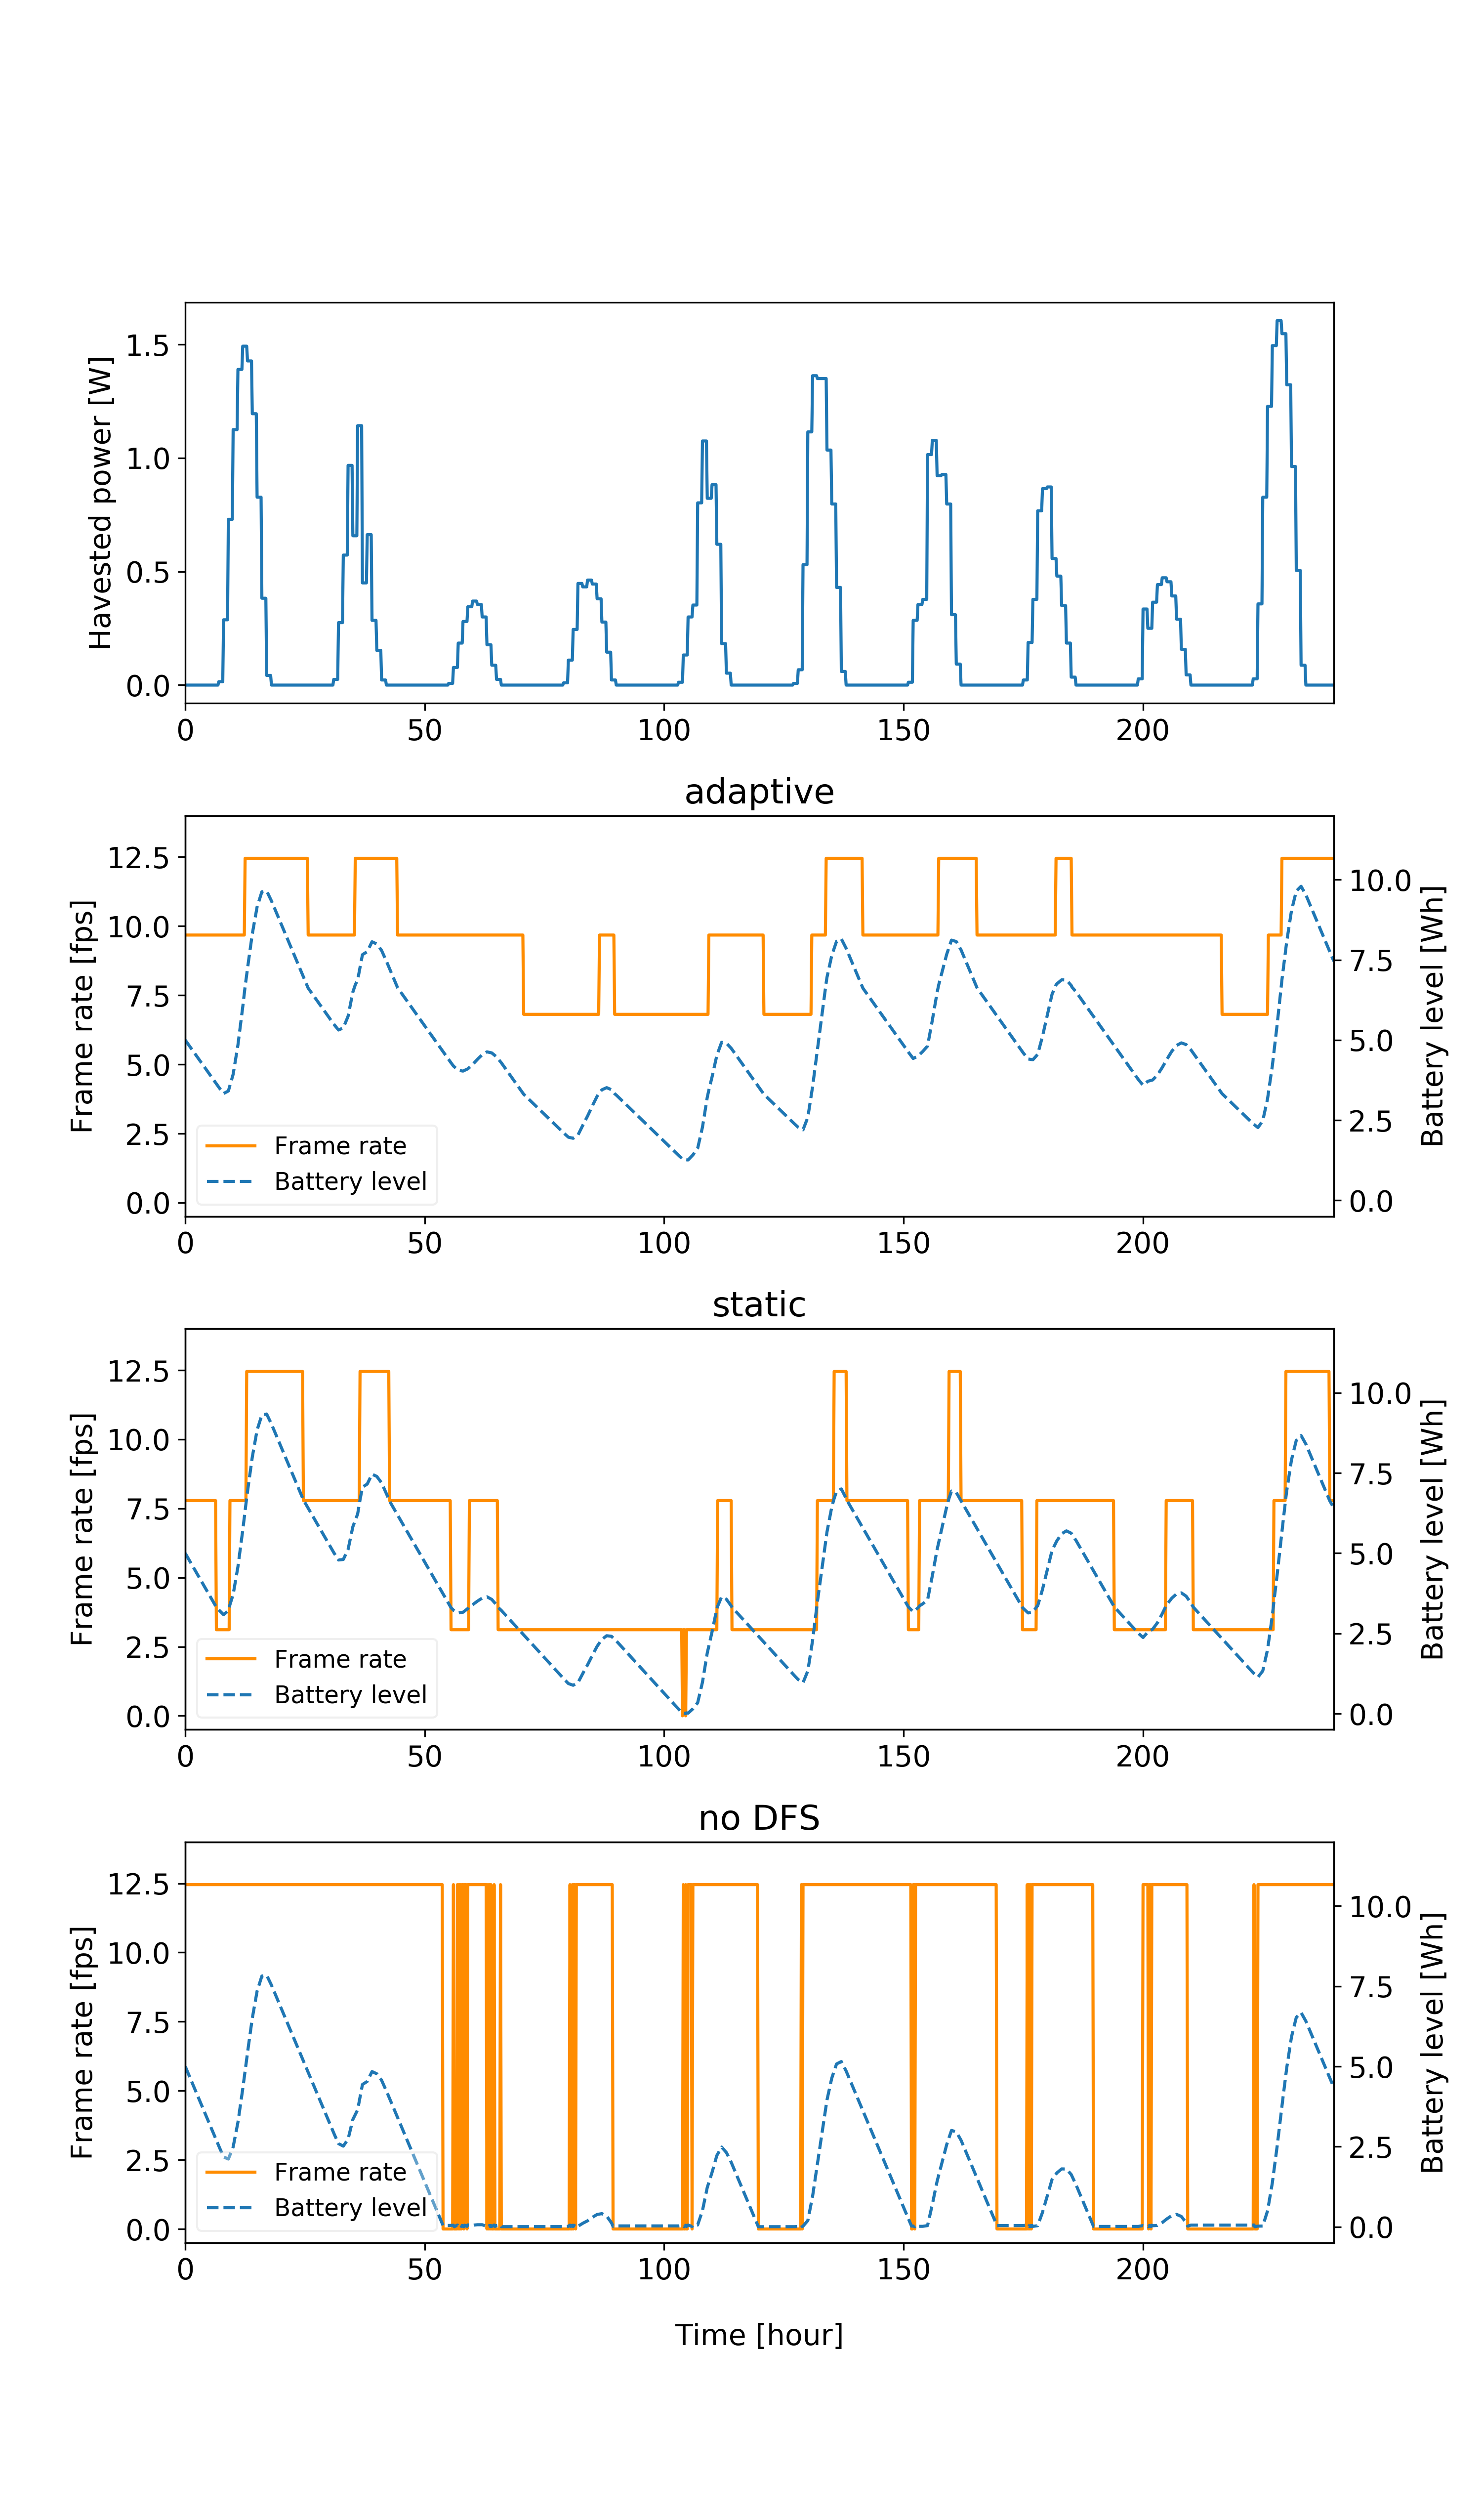 Havested power [W]
1.5
1.0
0.5
0.0
0 50 100 150 200
adaptive
Frame rate [fps]
12.5
10.0
7.5
5.0
2.5
0.0
Frame rate
Battery level
10.0
7.5
5.0
2.5
0.0
Battery level [Wh]
0 50 100 150 200
static
Frame rate [fps]
12.5
10.0
7.5
5.0
2.5
0.0
Frame rate
Battery level
10.0
7.5
5.0
2.5
0.0
Battery level [Wh]
0 50 100 150 200
no DFS
Frame rate [fps]
12.5
10.0
7.5
5.0
2.5
0.0
Frame rate
Battery level
10.0
7.5
5.0
2.5
0.0
Battery level [Wh]
0 50 100 150 200
Time [hour]